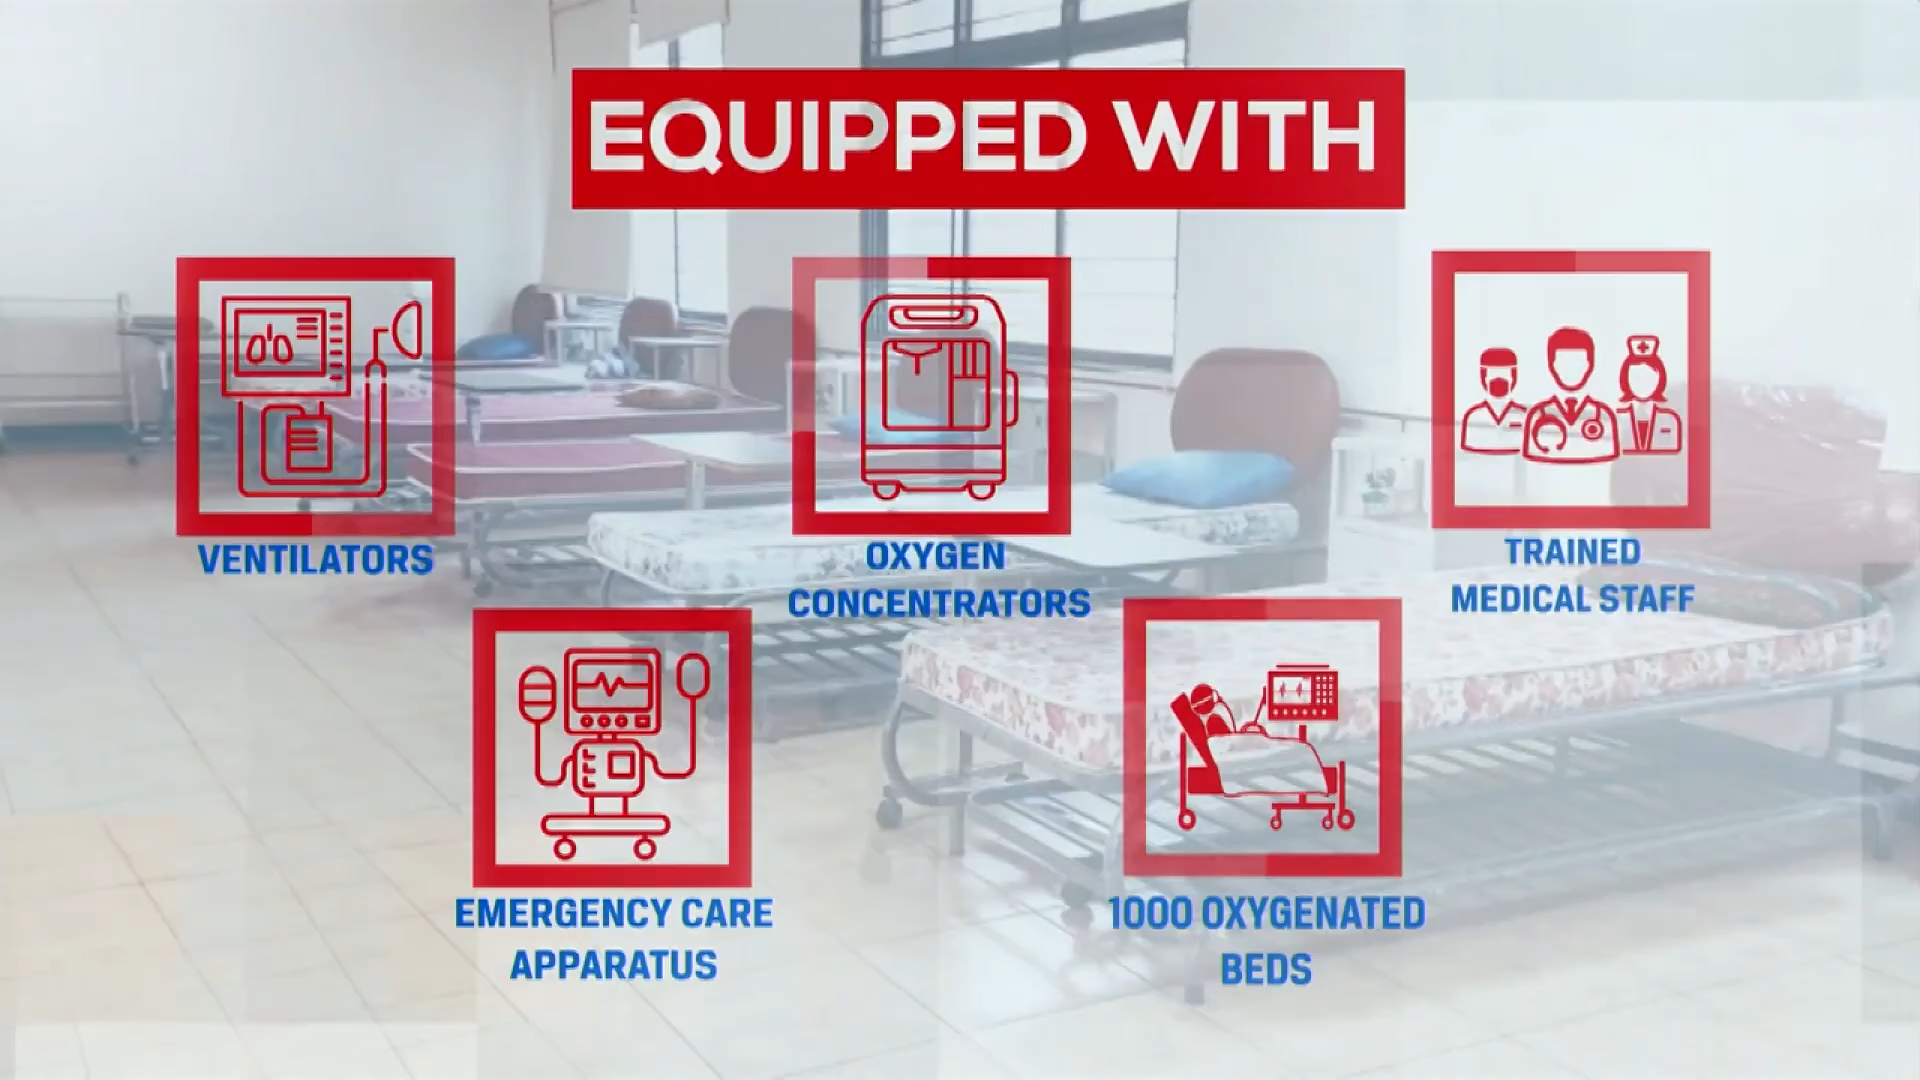 EQUIPPED WITH
VENTILATORS
OXYGEN
CONCENTRATORS
TRAINED
MEDICAL STAFF
EMERGENCY CARE
APPARATUS
1000 OXYGENATED
BEDS